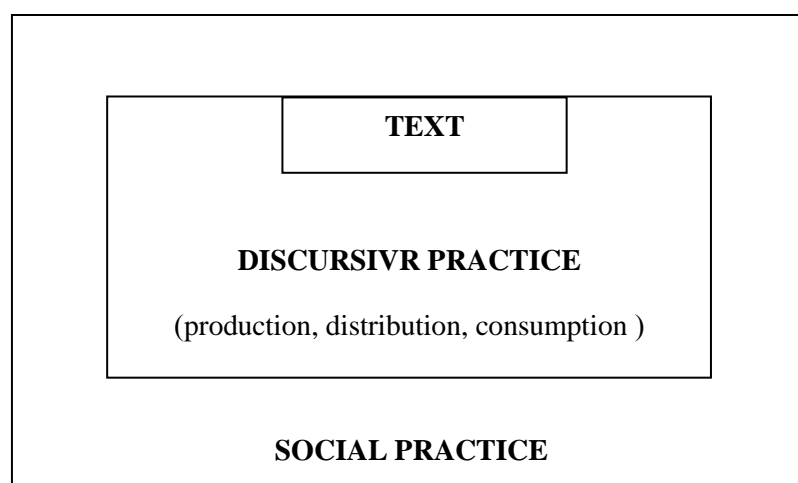 TEXT
DISCURSIVR PRACTICE
(production, distribution, consumption )
SOCIAL PRACTICE